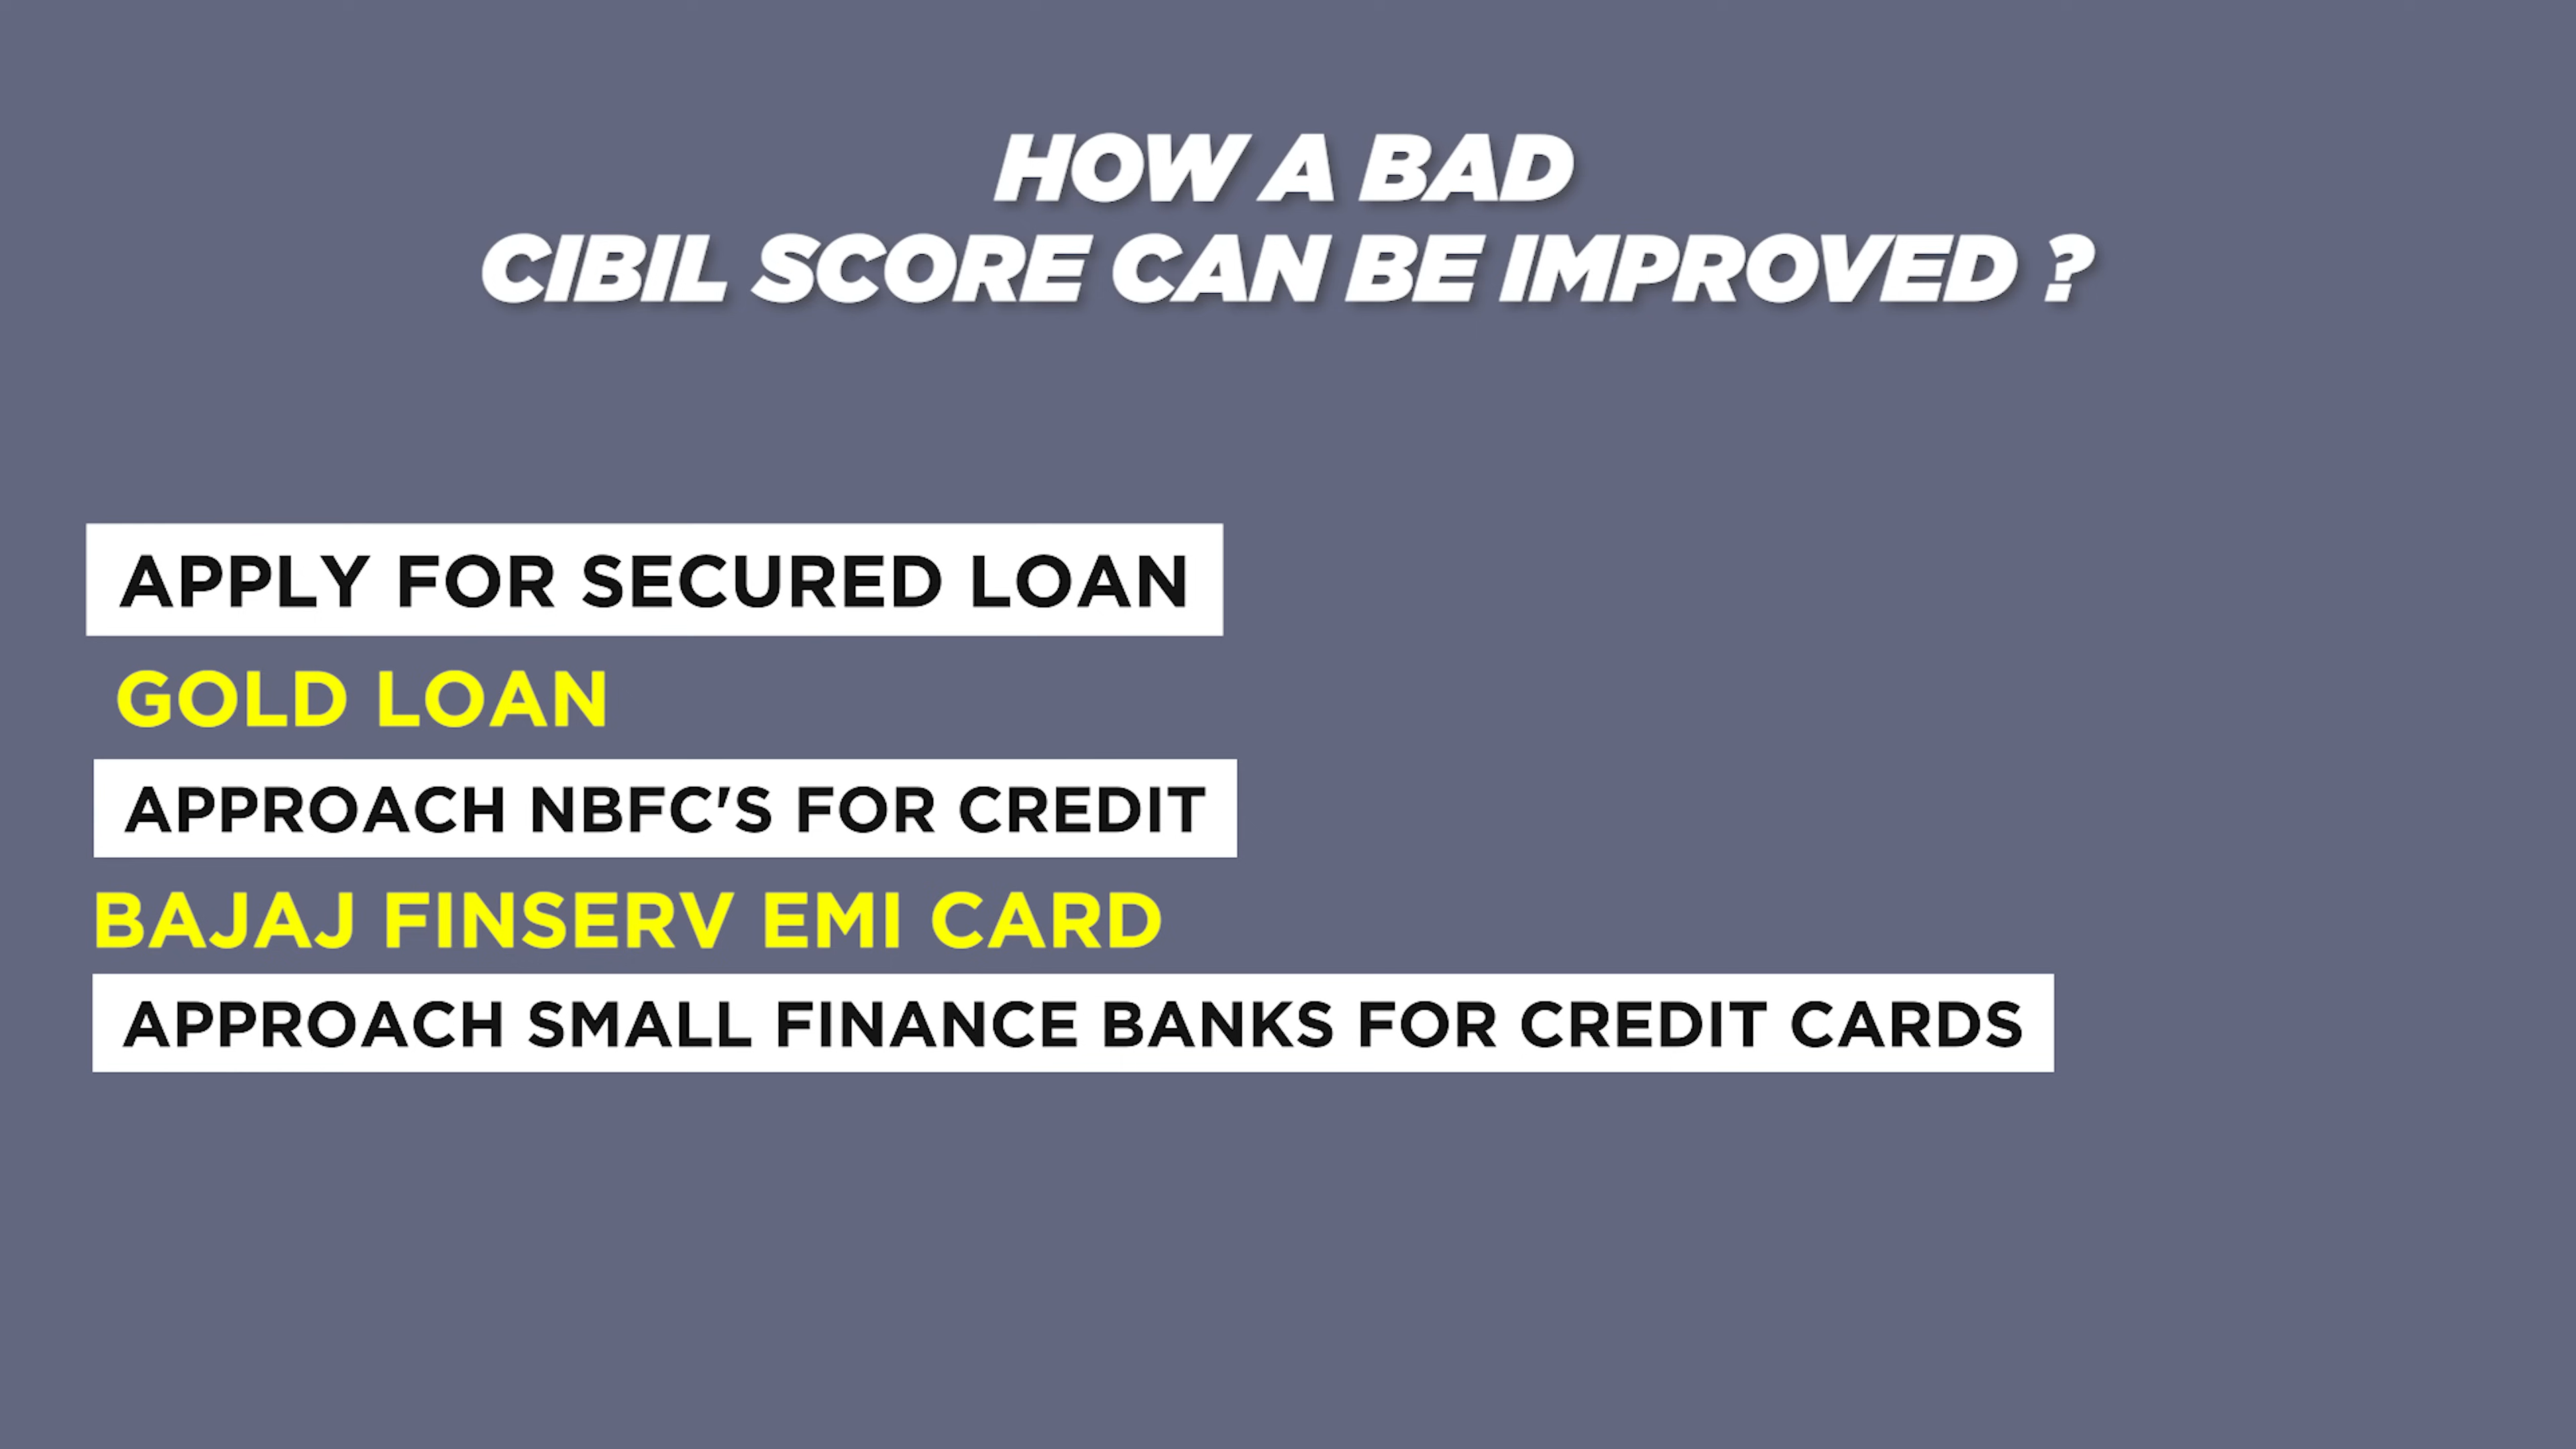 HOW A BAD
CIBIL SCORE CAN BE IMPROVED ?
APPLY FOR SECURED LOAN
GOLD LOAN
APPROACH NBFC'S FOR CREDIT
BAJAJ FINSERV EMI CARD
APPROACH SMALL FINANCE BANKS FOR CREDIT CARDS